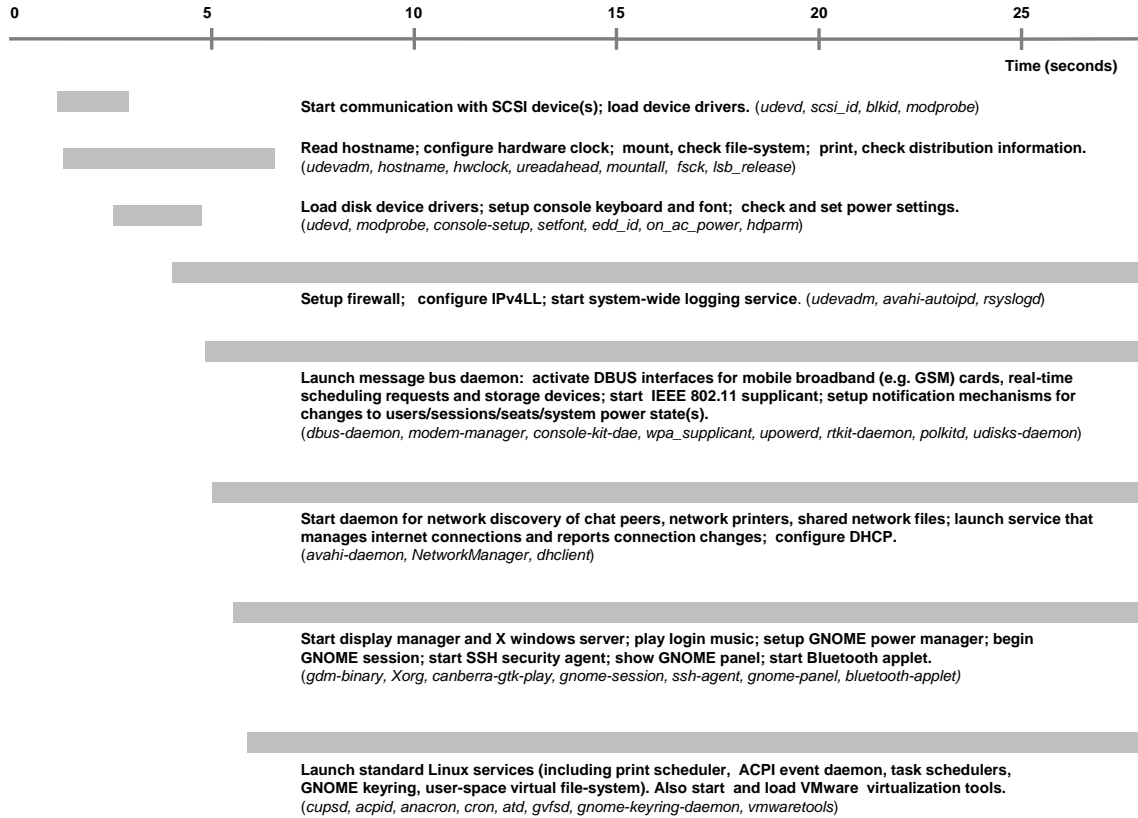 0 5 10 15 20 25
Time (seconds)
Start communication with SCSI device(s); load device drivers. (udevd, scsi_id, blkid, modprobe)
Read hostname; configure hardware clock; mount, check file-system; print, check distribution information.
(udevadm, hostname, hwclock, ureadahead, mountall, fsck, lsb_release)
Load disk device drivers; setup console keyboard and font; check and set power settings.
(udevd, modprobe, console-setup, setfont, edd_id, on_ac_power, hdparm)
Setup firewall; configure IPv4LL; start system-wide logging service. (udevadm, avahi-autoipd, rsyslogd)
Launch message bus daemon: activate DBUS interfaces for mobile broadband (e.g. GSM) cards, real-time
scheduling requests and storage devices; start IEEE 802.11 supplicant; setup notification mechanisms for
changes to users/sessions/seats/system power state(s).
(dbus-daemon, modem-manager, console-kit-dae, wpa_supplicant, upowerd, rtkit-daemon, polkitd, udisks-daemon)
Start daemon for network discovery of chat peers, network printers, shared network files; launch service that
manages internet connections and reports connection changes; configure DHCP.
(avahi-daemon, NetworkManager, dhclient)
Start display manager and X windows server; play login music; setup GNOME power manager; begin
GNOME session; start SSH security agent; show GNOME panel; start Bluetooth applet.
(gdm-binary, Xorg, canberra-gtk-play, gnome-session, ssh-agent, gnome-panel, bluetooth-applet)
Launch standard Linux services (including print scheduler, ACPI event daemon, task schedulers,
GNOME keyring, user-space virtual file-system). Also start and load VMware virtualization tools.
(cupsd, acpid, anacron, cron, atd, gvfsd, gnome-keyring-daemon, vmwaretools)